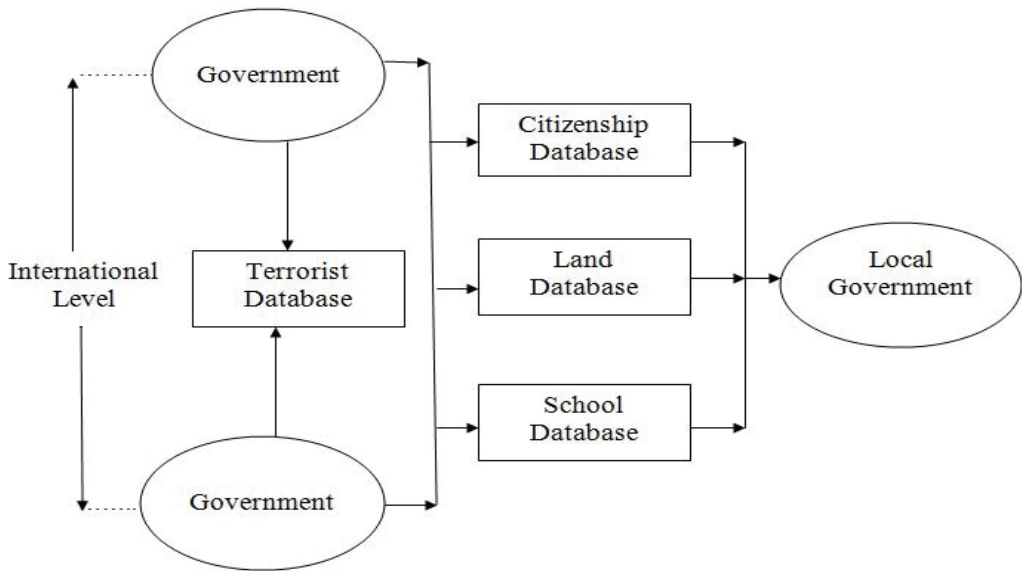 Government
Citizenship
Database
International
Level
Terrorist
Database
Land
Database
Local
Government
School
Database
Government